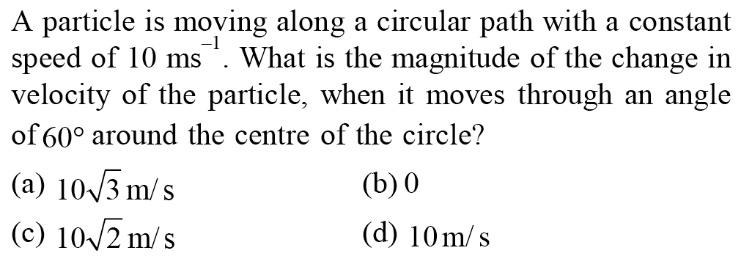 A particle is moving along a circular path with a constant
speed of 10 ms⁻¹. What is the magnitude of the change in
velocity of the particle, when it moves through an angle
of 60° around the centre of the circle?
(a) 10√3 m/s (b) 0
(c) 10√2 m/s (d) 10 m/s